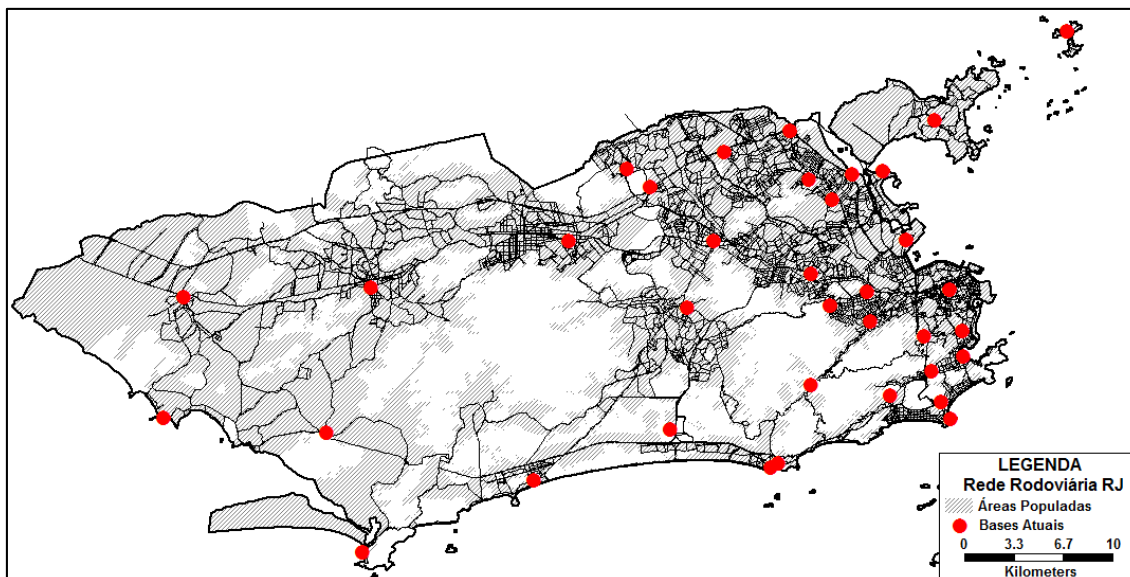 LEGENDA
Rede Rodoviária RJ
Áreas Populadas
Bases Atuais
0 3.3 6.7 10
Kilometers